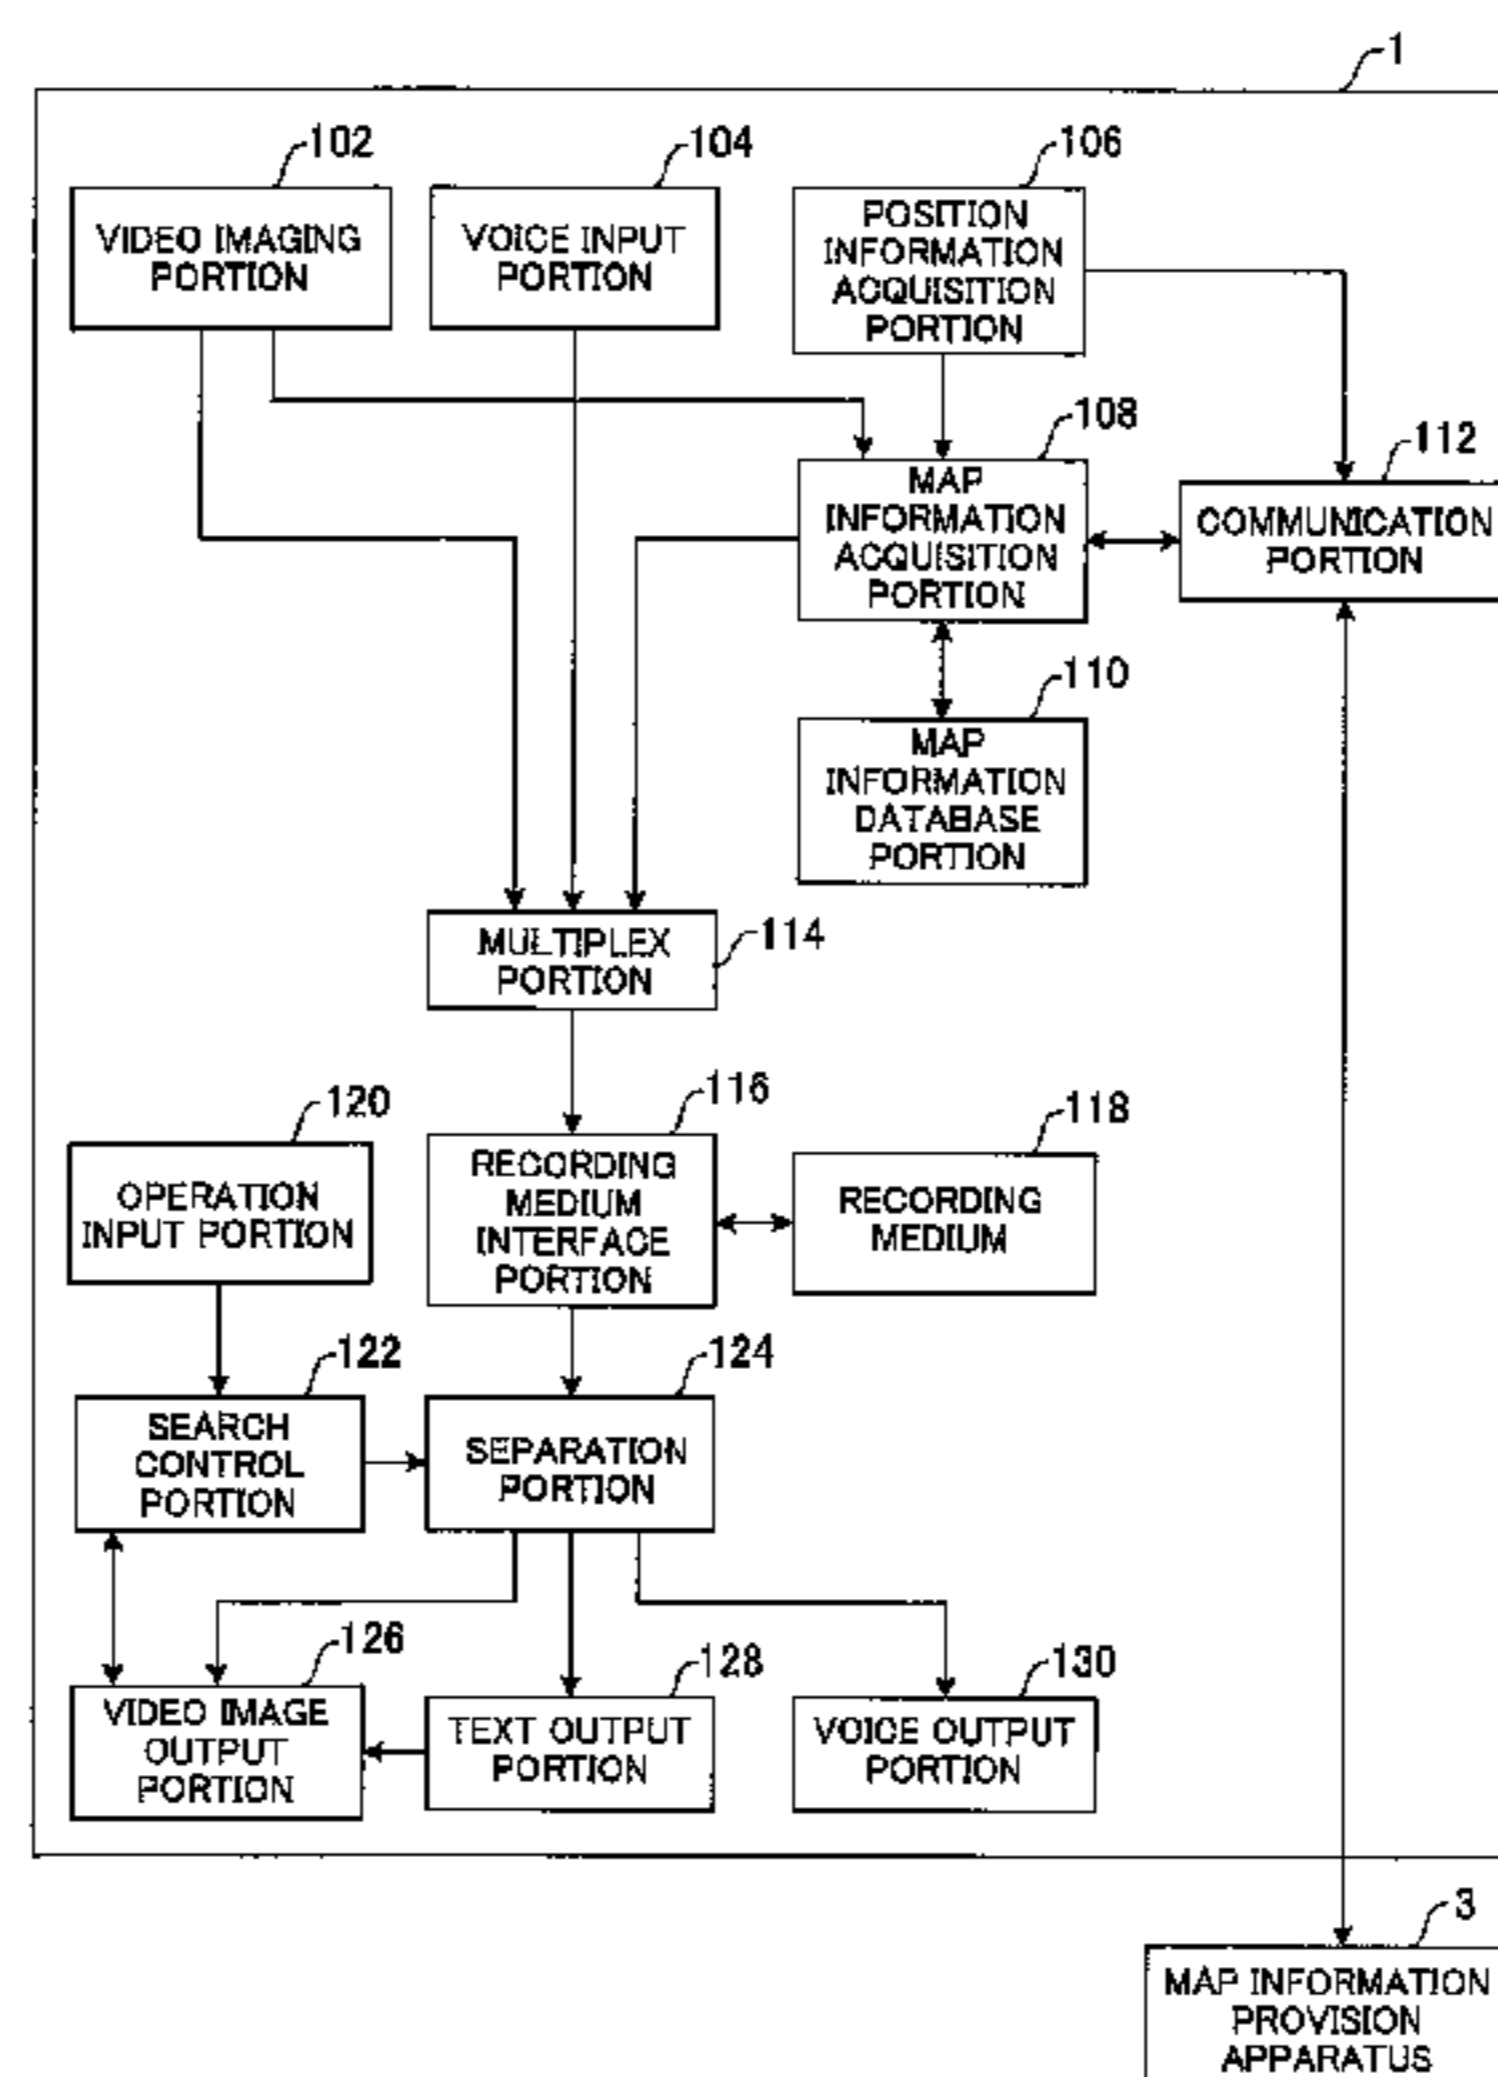 1
102
104
106
VIDEO IMAGING
PORTION
VOICE INPUT
PORTION
POSITION
INFORMATION
ACQUISITION
PORTION
108
112
MAP
INFORMATION
ACQUISITION
PORTION
COMMUNICATION
PORTION
110
MAP
INFORMATION
DATABASE
PORTION
MULTIPLEX
PORTION
114
120
116
118
OPERATION
INPUT PORTION
RECORDING
MEDIUM
INTERFACE
PORTION
RECORDING
MEDIUM
122
124
SEARCH
CONTROL
PORTION
SEPARATION
PORTION
126
128
130
VIDEO IMAGE
OUTPUT
PORTION
TEXT OUTPUT
PORTION
VOICE OUTPUT
PORTION
3
MAP INFORMATION
PROVISION
APPARATUS